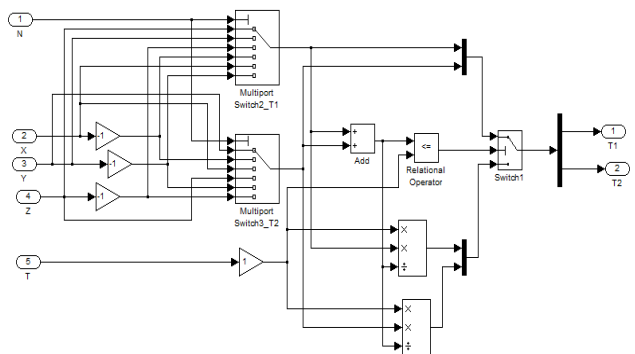 1
N
Multiport
Switch2_T1
2
X
-1
3
Y
-1
4
Z
-1
Multiport
Switch3_T2
5
T
1
+
+
Add
<=
Relational
Operator
Switch1
1
T1
2
T2
×
×
÷
×
×
÷